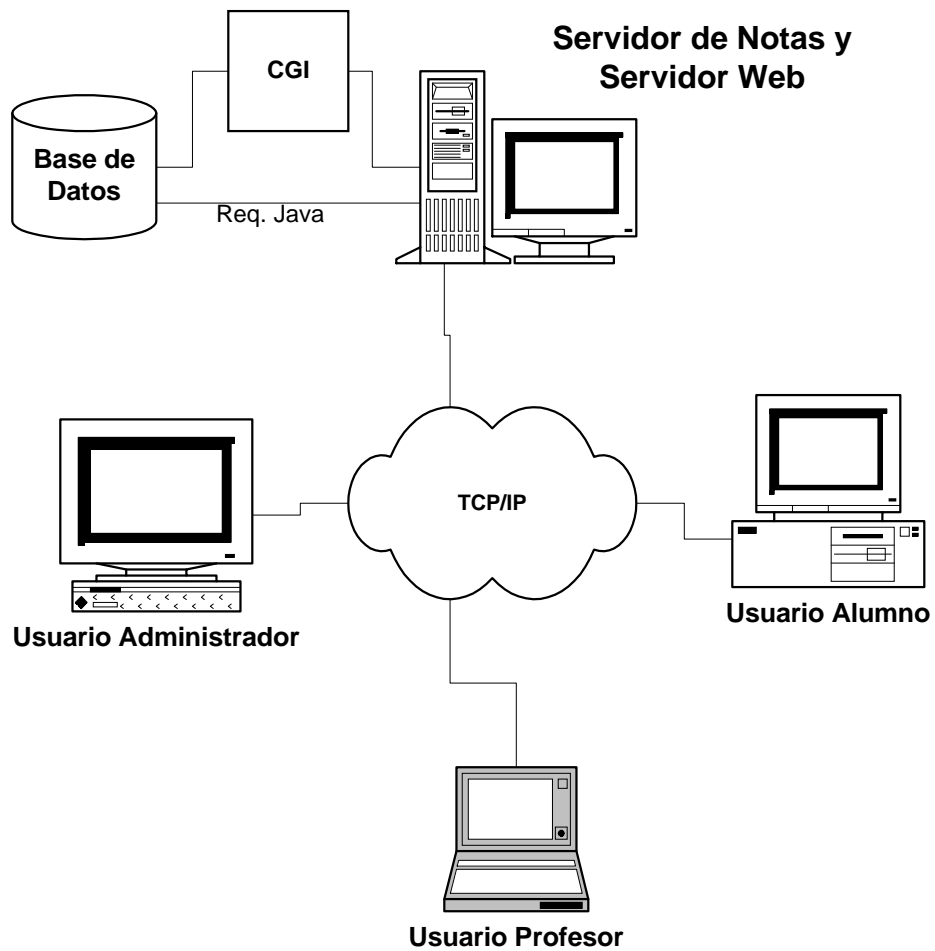 Servidor de Notas y
Servidor Web
CGI
Base de
Datos
Req. Java
TCP/IP
Usuario Administrador
Usuario Alumno
Usuario Profesor